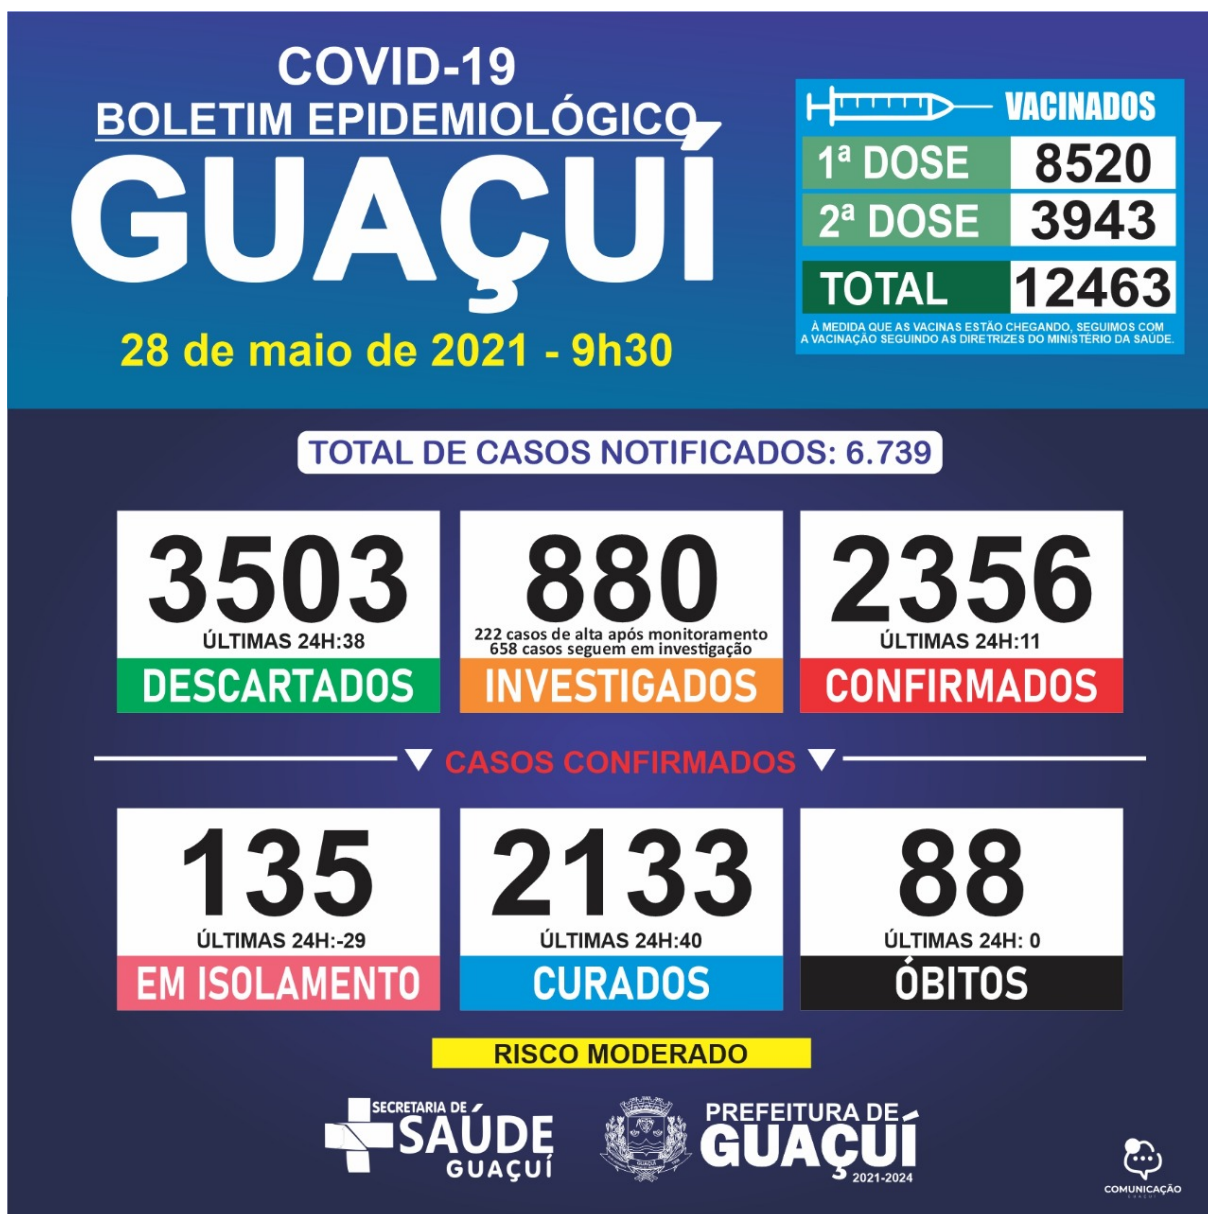 COVID-19
BOLETIM EPIDEMIOLÓGICO
GUAÇUÍ
28 de maio de 2021 - 9h30
VACINADOS
1ª DOSE 8520
2ª DOSE 3943
TOTAL 12463
À MEDIDA QUE AS VACINAS ESTÃO CHEGANDO, SEGUIMOS COM
A VACINAÇÃO SEGUINDO AS DIRETRIZES DO MINISTÉRIO DA SAÚDE.
TOTAL DE CASOS NOTIFICADOS: 6.739
3503
ÚLTIMAS 24H:38
DESCARTADOS
880
222 casos de alta após monitoramento
658 casos seguem em investigação
INVESTIGADOS
2356
ÚLTIMAS 24H:11
CONFIRMADOS
CASOS CONFIRMADOS
135
ÚLTIMAS 24H:-29
EM ISOLAMENTO
2133
ÚLTIMAS 24H:40
CURADOS
88
ÚLTIMAS 24H: 0
ÓBITOS
RISCO MODERADO
SECRETARIA DE
SAÚDE
GUAÇUÍ
PREFEITURA DE
GUAÇUÍ
2021-2024
COMUNICAÇÃO
GUAÇUÍ